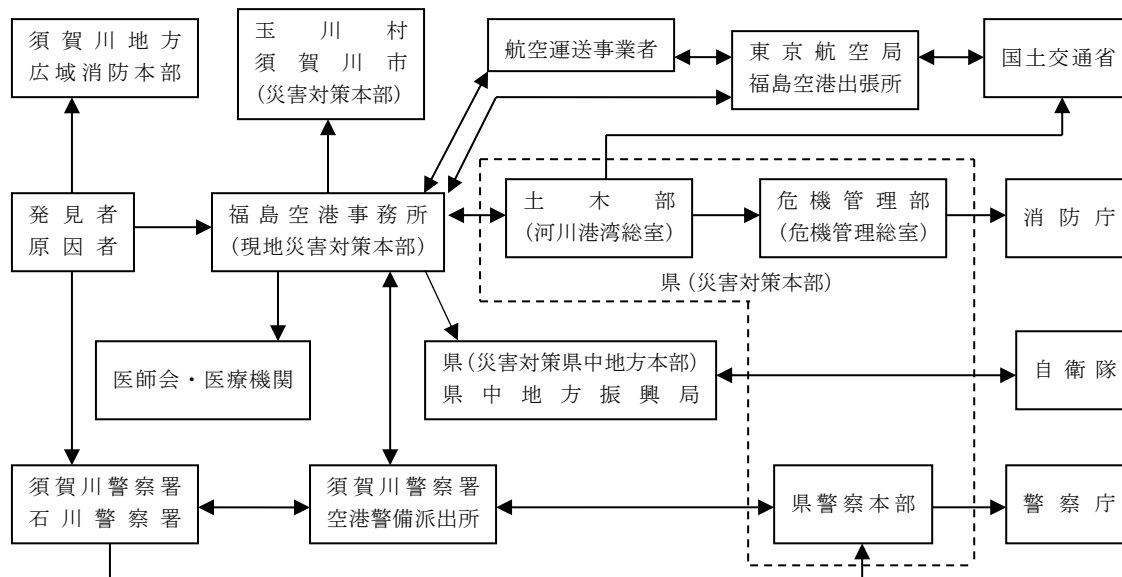 須賀川地方
広域消防本部
玉川村
須賀川市
(災害対策本部)
航空運送事業者
東京航空局
福島空港出張所
国土交通省
発見者
原因者
福島空港事務所
(現地災害対策本部)
土木部
(河川港湾総室)
危機管理部
(危機管理総室)
消防庁
県(災害対策本部)
医師会・医療機関
県(災害対策県中地方本部)
県中地方振興局
自衛隊
須賀川警察署
石川警察署
須賀川警察署
空港警備派出所
県警察本部
警察庁